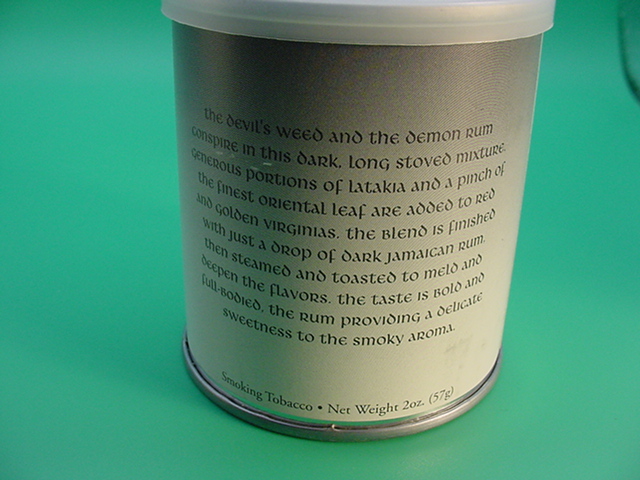 the devil's weed and the demon rum
conspire in this dark, long stoved mixture.
generous portions of latakia and a pinch of
the finest oriental leaf are added to red
and golden virginias. the blend is finished
with just a drop of dark jamaican rum,
then steamed and toasted to meld and
deepen the flavors. the taste is bold and
full-bodied, the rum providing a delicate
sweetness to the smoky aroma.
Smoking Tobacco • Net Weight 2oz. (57g)